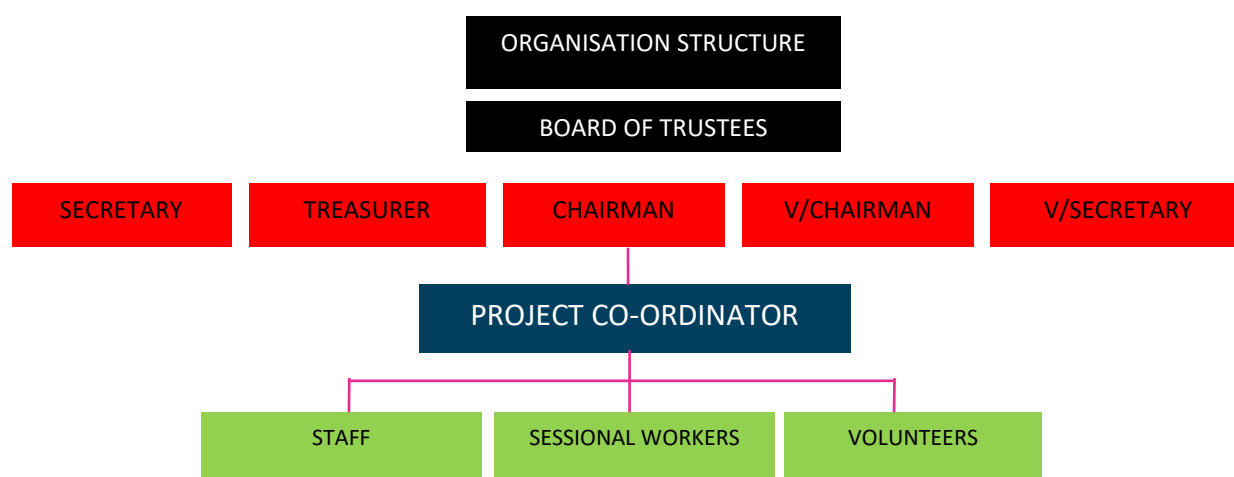 ORGANISATION STRUCTURE
BOARD OF TRUSTEES
SECRETARY
TREASURER
CHAIRMAN
V/CHAIRMAN
V/SECRETARY
PROJECT CO-ORDINATOR
STAFF
SESSIONAL WORKERS
VOLUNTEERS